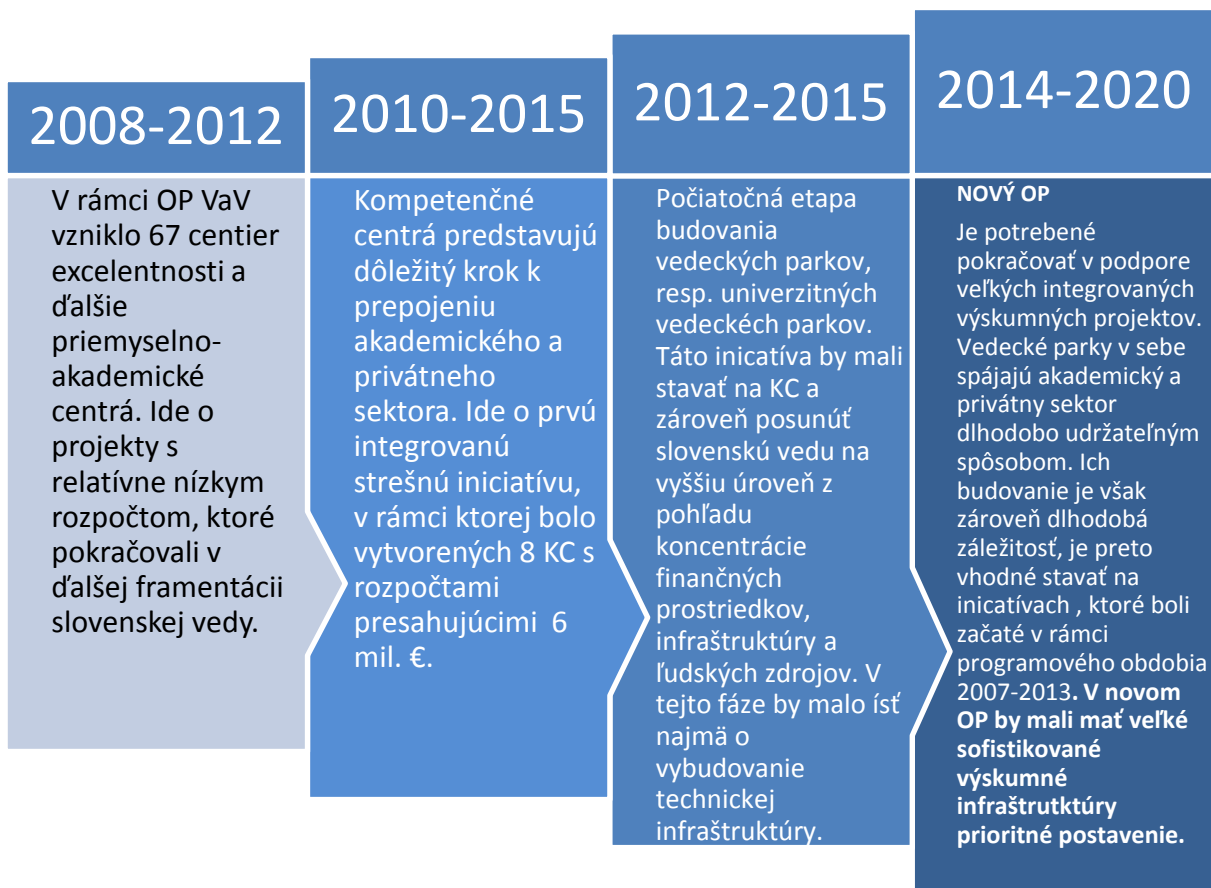 2008-2012
V rámci OP VaV
vzniklo 67 centier
excelentnosti a
ďalšie
priemyselno-
akademické
centrá. Ide o
projekty s
relatívne nízkym
rozpočtom, ktoré
pokračovali v
ďalšej framentácii
slovenskej vedy.
2010-2015
Kompetenčné
centrá predstavujú
dôležitý krok k
prepojeniu
akademického a
privátneho
sektora. Ide o prvú
integrovanú
strešnú iniciatívu,
v rámci ktorej bolo
vytvorených 8 KC s
rozpočtami
presahujúcimi 6
mil. €.
2012-2015
Počiatočná etapa
budovania
vedeckých parkov,
resp. univerzitných
vedeckéch parkov.
Táto inicatíva by mali
stavať na KC a
zároveň posunúť
slovenskú vedu na
vyššiu úroveň z
pohľadu
koncentrácie
finančných
prostriedkov,
infraštruktúry a
ľudských zdrojov. V
tejto fáze by malo ísť
najmä o
vybudovanie
technickej
infraštruktúry.
2014-2020
NOVÝ OP
Je potrebené
pokračovať v podpore
veľkých integrovaných
výskumných projektov.
Vedecké parky v sebe
spájajú akademický a
privátny sektor
dlhodobo udržateľným
spôsobom. Ich
budovanie je však
zároveň dlhodobá
záležitosť, je preto
vhodné stavať na
inicatívach , ktoré boli
začaté v rámci
programového obdobia
2007-2013. V novom
OP by mali mať veľké
sofistikované
výskumné
infraštrutktúry
prioritné postavenie.